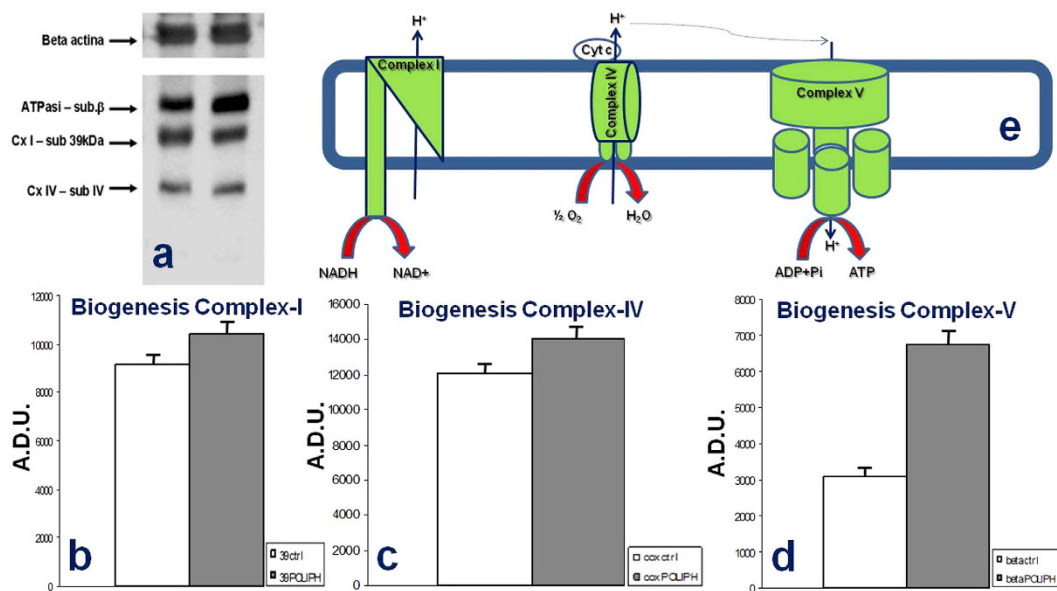 Beta actina
ATPasi – sub.β
Cx I – sub 39kDa
Cx IV – sub IV
a
H⁺
Complex I
NADH
NAD+
H⁺
Cyt c
Complex IV
½ O₂
H₂O
Complex V
H⁺
ADP+Pi
ATP
e
Biogenesis Complex-I
A.D.U.
12000
10000
8000
6000
4000
2000
0
b
39ctrl
39POLIPH
Biogenesis Complex-IV
A.D.U.
16000
14000
12000
10000
8000
6000
4000
2000
0
c
cox ctrl
cox POLIPH
Biogenesis Complex-V
A.D.U.
8000
7000
6000
5000
4000
3000
2000
1000
0
d
betactrl
betaPOLIPH